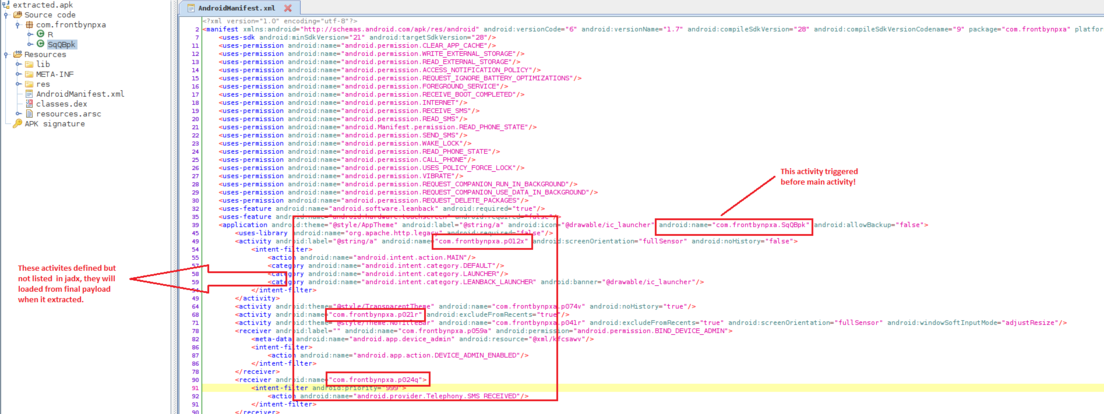 extracted.apk
Source code
com.frontbynpxa
R
SqQBpk
Resources
lib
META-INF
res
AndroidManifest.xml
classes.dex
resources.arsc
APK signature
AndroidManifest.xml
<?xml version="1.0" encoding="utf-8"?>
2 <manifest xmlns:android="http://schemas.android.com/apk/res/android" android:versionCode="6" android:versionName="1.7" android:compileSdkVersion="28" android:compileSdkVersionCodename="9" package="com.frontbynpxa" platfor
7 <uses-sdk android:minSdkVersion="21" android:targetSdkVersion="28"/>
11 <uses-permission android:name="android.permission.CLEAR_APP_CACHE"/>
12 <uses-permission android:name="android.permission.WRITE_EXTERNAL_STORAGE"/>
13 <uses-permission android:name="android.permission.READ_EXTERNAL_STORAGE"/>
14 <uses-permission android:name="android.permission.ACCESS_NOTIFICATION_POLICY"/>
15 <uses-permission android:name="android.permission.REQUEST_IGNORE_BATTERY_OPTIMIZATIONS"/>
16 <uses-permission android:name="android.permission.FOREGROUND_SERVICE"/>
17 <uses-permission android:name="android.permission.RECEIVE_BOOT_COMPLETED"/>
18 <uses-permission android:name="android.permission.INTERNET"/>
19 <uses-permission android:name="android.permission.RECEIVE_SMS"/>
20 <uses-permission android:name="android.permission.READ_SMS"/>
21 <uses-permission android:name="android.Manifest.permission.READ_PHONE_STATE"/>
22 <uses-permission android:name="android.permission.SEND_SMS"/>
23 <uses-permission android:name="android.permission.WAKE_LOCK"/>
24 <uses-permission android:name="android.permission.READ_PHONE_STATE"/>
25 <uses-permission android:name="android.permission.CALL_PHONE"/>
26 <uses-permission android:name="android.permission.USES_POLICY_FORCE_LOCK"/>
27 <uses-permission android:name="android.permission.VIBRATE"/>
28 <uses-permission android:name="android.permission.REQUEST_COMPANION_RUN_IN_BACKGROUND"/>
29 <uses-permission android:name="android.permission.REQUEST_COMPANION_USE_DATA_IN_BACKGROUND"/>
30 <uses-permission android:name="android.permission.REQUEST_DELETE_PACKAGES"/>
32 <uses-feature android:name="android.software.leanback" android:required="true"/>
35 <uses-feature android:name="android.hardware.touchscreen" android:required="false"/>
39 <application android:theme="@style/AppTheme" android:label="@string/a" android:icon="@drawable/ic_launcher" android:name="com.frontbynpxa.SqQBpk" android:allowBackup="false">
<uses-library android:name="org.apache.http.legacy" android:required="false"/>
<activity android:label="@string/a" android:name="com.frontbynpxa.p012x" android:screenOrientation="fullSensor" android:noHistory="false">
54 <intent-filter>
55 <action android:name="android.intent.action.MAIN"/>
<category android:name="android.intent.category.DEFAULT"/>
<category android:name="android.intent.category.LAUNCHER"/>
<category android:name="android.intent.category.LEANBACK_LAUNCHER" android:banner="@drawable/ic_launcher"/>
</intent-filter>
</activity>
64 <activity android:theme="@style/TransparentTheme" android:name="com.frontbynpxa.p074v" android:noHistory="true"/>
<activity android:name="com.frontbynpxa.p021r" android:excludeFromRecents="true"/>
71 <activity android:name="com.frontbynpxa.p041r" android:excludeFromRecents="true" android:screenOrientation="fullSensor" android:windowSoftInputMode="adjustResize"/>
<receiver android:label="" android:name="com.frontbynpxa.p059a" android:permission="android.permission.BIND_DEVICE_ADMIN">
82 <meta-data android:name="android.app.device_admin" android:resource="@xml/
86 <intent-filter>
87 <action android:name="android.app.action.DEVICE_ADMIN_ENABLED"/>
86 </intent-filter>
</receiver>
90 <receiver android:name="com.frontbynpxa.p024q">
91 <intent-filter android:priority="999">
92 <action android:name="android.provider.Telephony.SMS_RECEIVED"/>
91 </intent-filter>
90 </receiver>
This activity triggered
before main activity!
These activites defined but
not listed in jadx, they will
loaded from final payload
when it extracted.